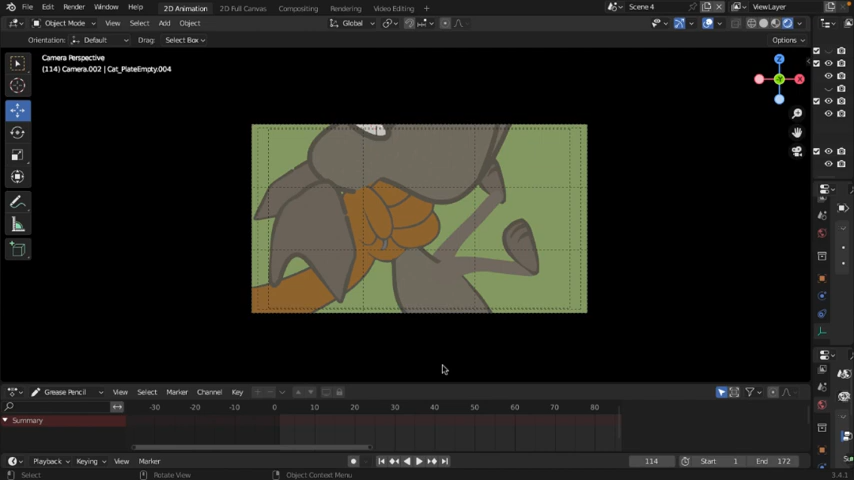 File Edit Render Window Help 2D Animation 2D Full Canvas Compositing Rendering Video Editing Scene 4
Object Mode View Select Add Object Global
Orientation: Default Drag: Select Box Options
Camera Perspective
(114) Camera.002 | Cat_PlateEmpty.004
Z
X
Y
Grease Pencil View Select Marker Channel Key
-30 -20 -10 0 10 20 30 40 50 60 70 80
Summary
Playback Keying View Marker 114 Start 1 End 172
Select Rotate View Object Context Menu 3.4.1